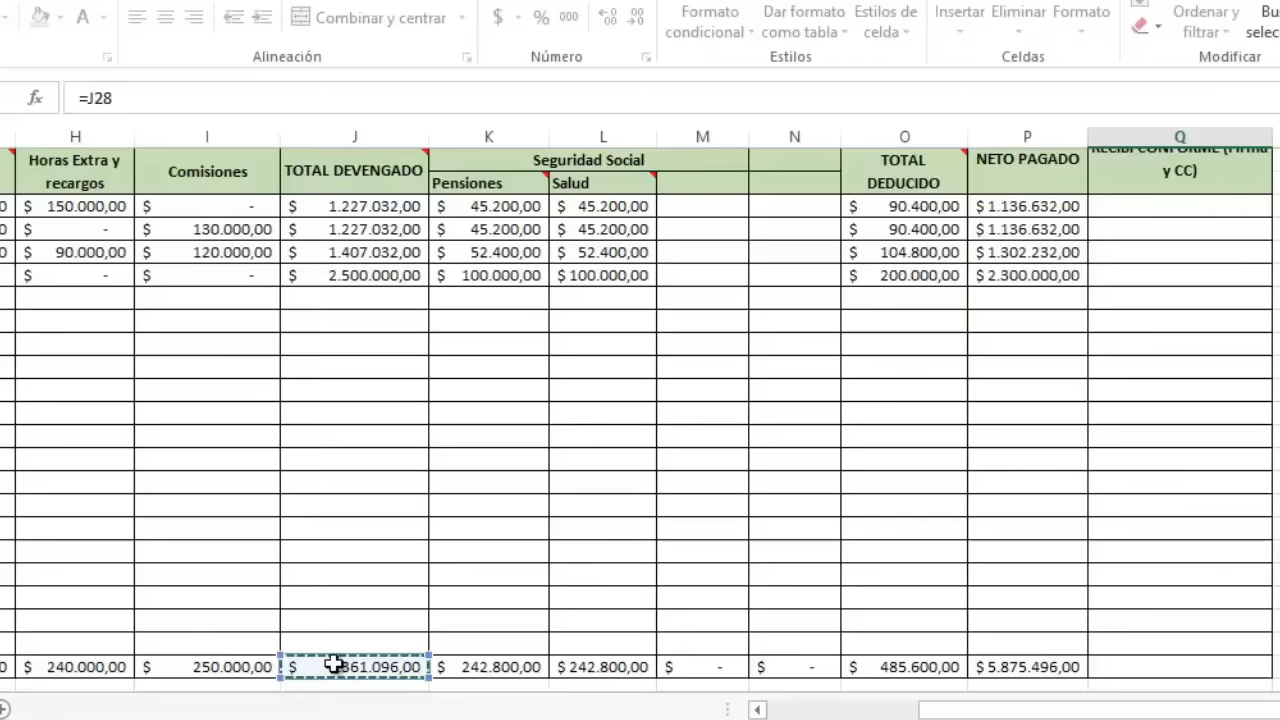 Combinar y centrar
$ % 000
Formato condicional
Dar formato como tabla
Estilos de celda
Insertar Eliminar Formato
Ordenar y filtrar
Alineación Número Estilos Celdas Modificar
fx =J28
H I J K L M N O P Q
Horas Extra y recargos
Comisiones
TOTAL DEVENGADO
Seguridad Social
Pensiones Salud
TOTAL DEDUCIDO
NETO PAGADO
RECIBI CONFORME (Firma y CC)
0 $ 150.000,00 $ - $ 1.227.032,00 $ 45.200,00 $ 45.200,00 $ 90.400,00 $ 1.136.632,00
0 $ - $ 130.000,00 $ 1.227.032,00 $ 45.200,00 $ 45.200,00 $ 90.400,00 $ 1.136.632,00
0 $ 90.000,00 $ 120.000,00 $ 1.407.032,00 $ 52.400,00 $ 52.400,00 $ 104.800,00 $ 1.302.232,00
$ - $ - $ 2.500.000,00 $ 100.000,00 $ 100.000,00 $ 200.000,00 $ 2.300.000,00
0 $ 240.000,00 $ 250.000,00 $ 361.096,00 $ 242.800,00 $ 242.800,00 $ - $ - $ 485.600,00 $ 5.875.496,00